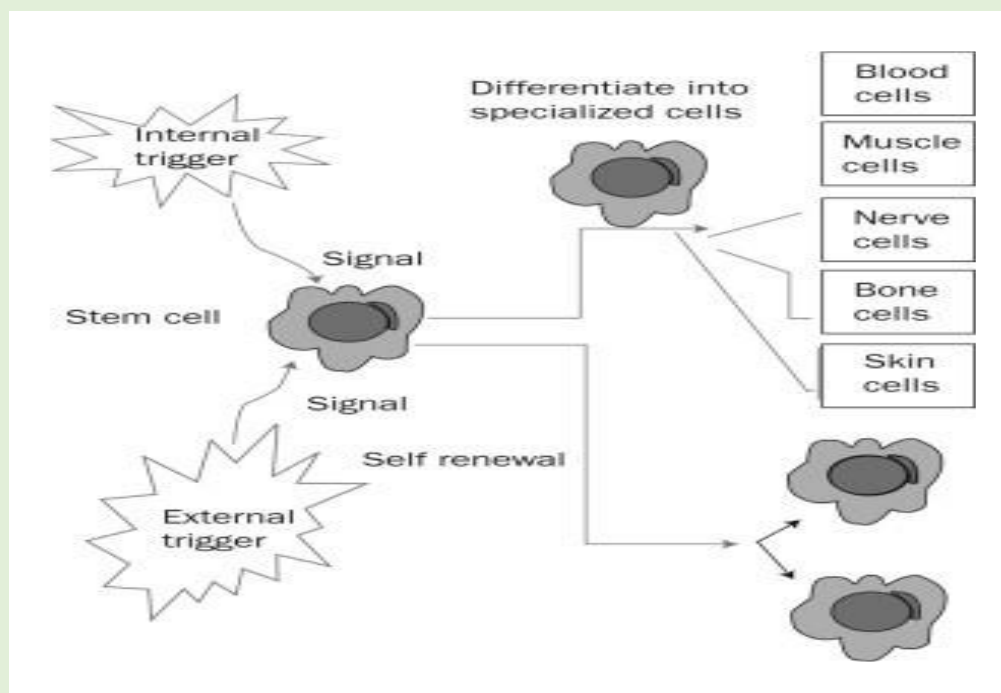 Internal
trigger
Differentiate into
specialized cells
Blood
cells
Muscle
cells
Nerve
cells
Bone
cells
Skin
cells
Signal
Stem cell
Signal
Self renewal
External
trigger